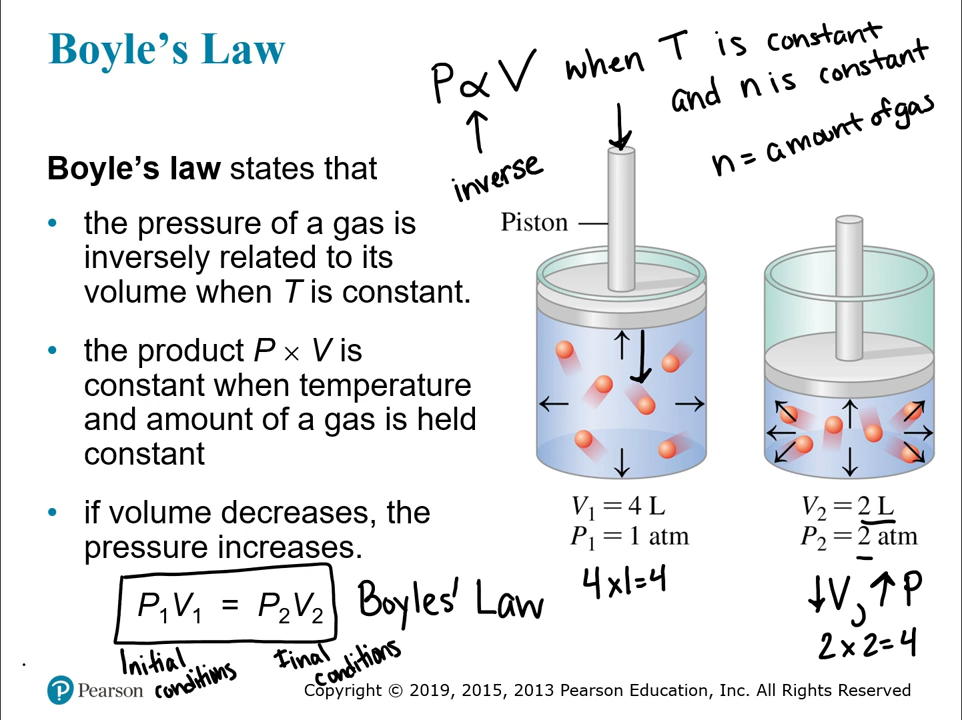 Boyle's Law
P ∝ V when T is constant
and n is constant
n = amount of gas
↑
inverse
Boyle's law states that
• the pressure of a gas is
inversely related to its
volume when T is constant.
• the product P × V is
constant when temperature
and amount of a gas is held
constant
• if volume decreases, the
pressure increases.
P₁V₁ = P₂V₂ Boyles' Law
Initial conditions
Final conditions
Piston
V₁ = 4 L
P₁ = 1 atm
4x1=4
V₂ = 2 L
P₂ = 2 atm
↓V, ↑P
2x2=4
P Pearson
Copyright © 2019, 2015, 2013 Pearson Education, Inc. All Rights Reserved